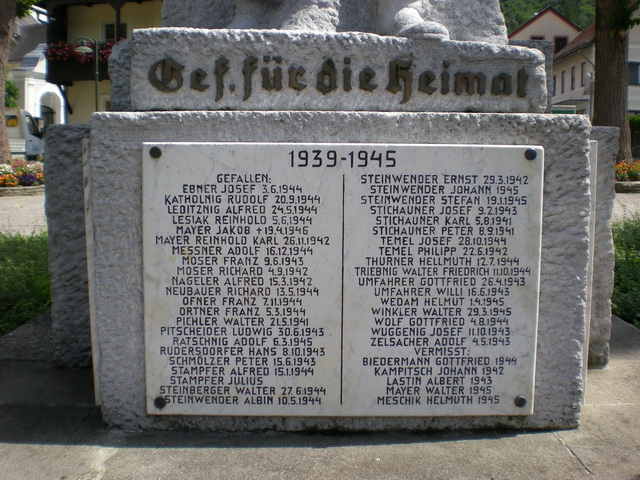 Gef. für die Heimat
1939-1945
GEFALLEN:
EBNER JOSEF 3.6.1944
KATHOLNIG RUDOLF 20.9.1944
LEDITZNIG ALFRED 24.5.1944
LESIAK REINHOLD 5.6.1944
MAYER JAKOB + 19.4.1946
MAYER REINHOLD KARL 26.11.1942
MESSNER ADOLF 16.12.1944
MOSER FRANZ 9.6.1943
MOSER RICHARD 4.9.1942
NAGELER ALFRED 15.3.1942
NEUBAUER RICHARD 13.5.1944
OFNER FRANZ 7.11.1944
ORTNER FRANZ 5.3.1944
PICHLER WALTER 21.5.1941
PITSCHEIDER LUDWIG 30.6.1943
RATSCHNIG ADOLF 6.3.1945
RUDERSDORFER HANS 8.10.1943
SCHMÖLZER PETER 15.6.1943
STAMPFER ALFRED 15.1.1944
STAMPFER JULIUS
STEINBERGER WALTER 27.6.1944
STEINWENDER ALBIN 10.5.1944
STEINWENDER ERNST 29.3.1942
STEINWENDER JOHANN 1945
STEINWENDER STEFAN 19.1.1945
STICHAUNER JOSEF 9.2.1943
STICHAUNER KARL 5.8.1941
STICHAUNER PETER 8.9.1941
TEMEL JOSEF 28.10.1944
TEMEL PHILIPP 22.6.1942
THURNER HELLMUTH 12.7.1944
TRIEBNIG WALTER FRIEDRICH 11.10.1944
UMFAHRER GOTTFRIED 26.4.1943
UMFAHRER WILLI 16.6.1943
WEDAM HELMUT 1.4.1945
WINKLER WALTER 29.3.1945
WOLF GOTTFRIED 4.8.1944
WUGGENIG JOSEF 11.10.1943
ZELSACHER ADOLF 4.5.1943
VERMISST:
BIEDERMANN GOTTFRIED 1944
KAMPITSCH JOHANN 1942
LASTIN ALBERT 1943
MAYER WALTER 1945
MESCHIK HELMUTH 1945